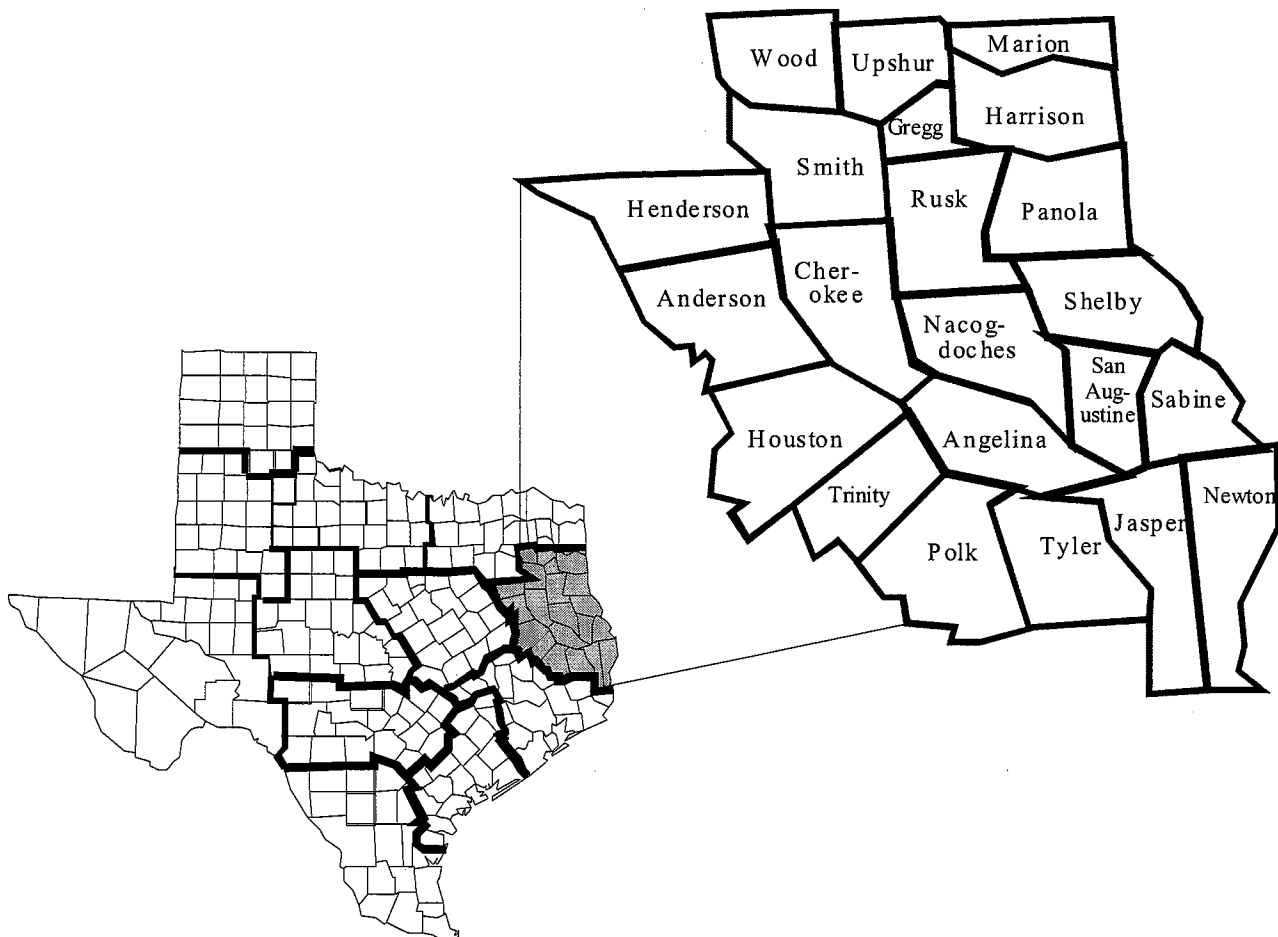 Wood
Upshur
Marion
Gregg
Harrison
Smith
Rusk
Panola
Henderson
Anderson
Cher-
okee
Shelby
Nacog-
doches
San
Aug-
ustine
Sabine
Houston
Angelina
Trinity
Polk
Tyler
Jasper
Newton